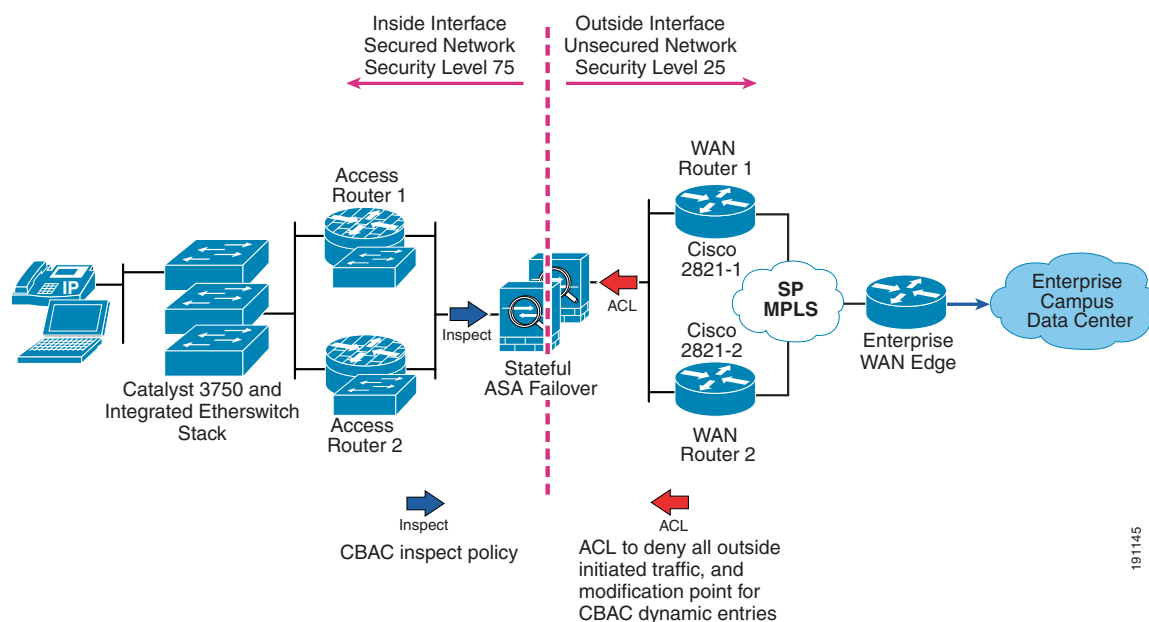 Inside Interface
Secured Network
Security Level 75
Outside Interface
Unsecured Network
Security Level 25
Access
Router 1
WAN
Router 1
IP
Inspect
ACL
Cisco
2821-1
SP
MPLS
Enterprise
Campus
Data Center
Cisco
2821-2
Enterprise
WAN Edge
Stateful
ASA Failover
Catalyst 3750 and
Integrated Etherswitch
Stack
Access
Router 2
WAN
Router 2
Inspect
CBAC inspect policy
ACL
ACL to deny all outside
initiated traffic, and
modification point for
CBAC dynamic entries
191145